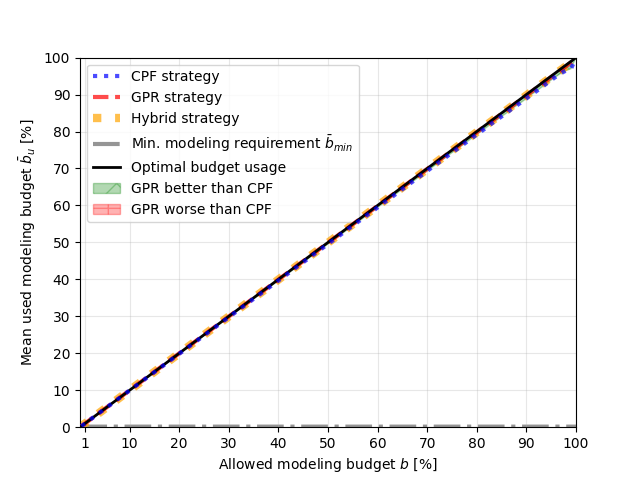 100
90
80
70
60
50
40
30
20
10
0
Mean used modeling budget b̄u [%]
CPF strategy
GPR strategy
Hybrid strategy
Min. modeling requirement b̄min
Optimal budget usage
GPR better than CPF
GPR worse than CPF
1 10 20 30 40 50 60 70 80 90 100
Allowed modeling budget b [%]